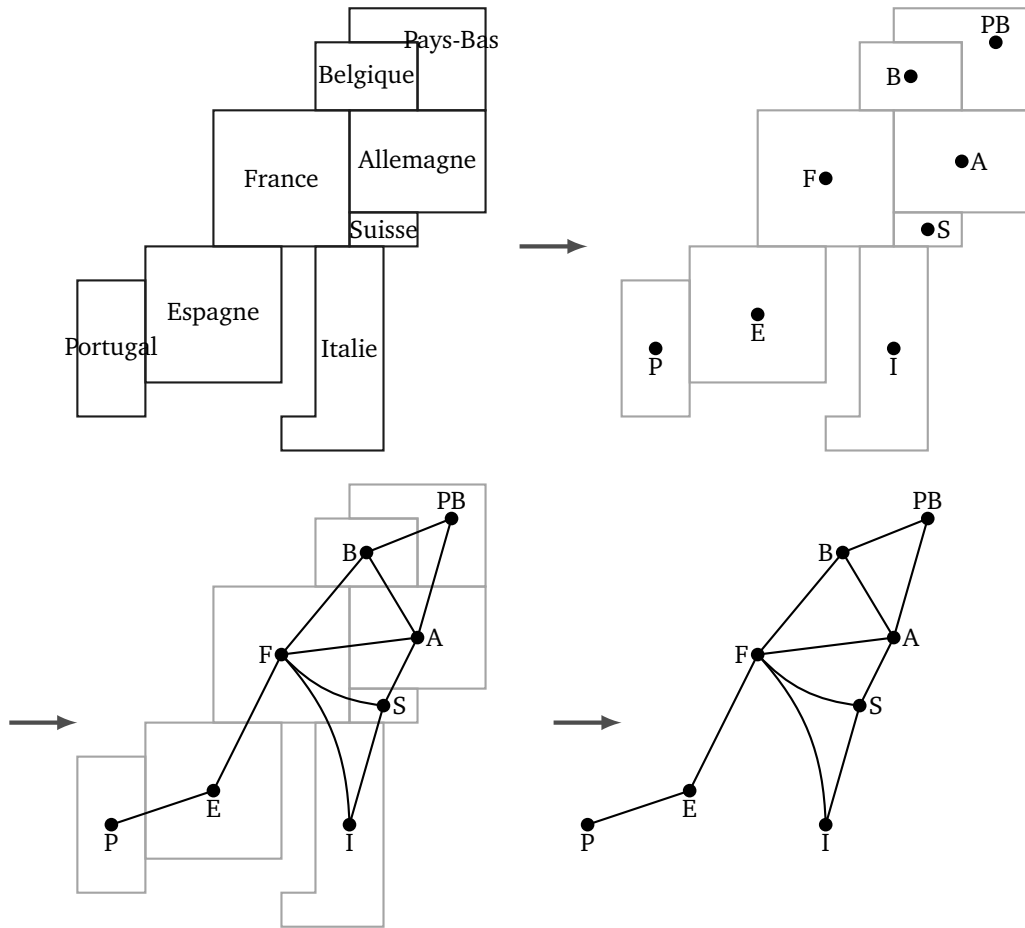 Pays-Bas
Belgique
France
Allemagne
Suisse
Espagne
Portugal
Italie
PB
B
A
F
S
E
P
I
PB
B
A
F
S
E
P
I
PB
B
A
F
S
E
P
I